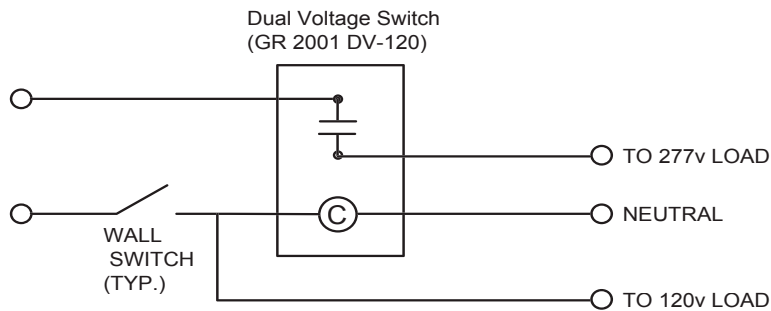 Dual Voltage Switch
(GR 2001 DV-120)
TO 277v LOAD
C
NEUTRAL
WALL
SWITCH
(TYP.)
TO 120v LOAD